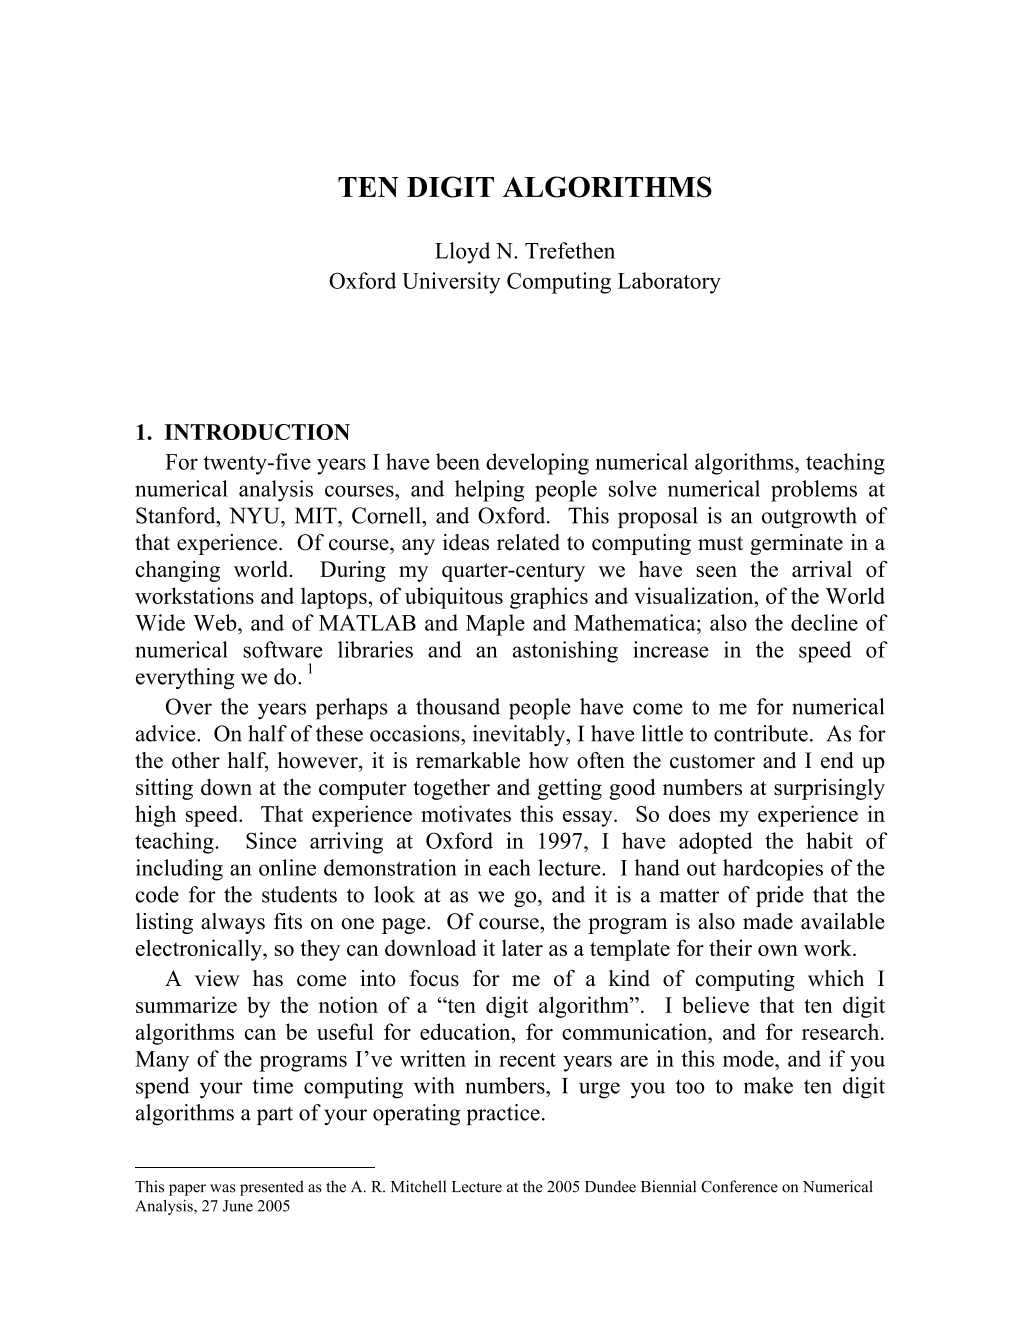 TEN DIGIT ALGORITHMS
Lloyd N. Trefethen
Oxford University Computing Laboratory
1. INTRODUCTION
For twenty-five years I have been developing numerical algorithms, teaching
numerical analysis courses, and helping people solve numerical problems at
Stanford, NYU, MIT, Cornell, and Oxford. This proposal is an outgrowth of
that experience. Of course, any ideas related to computing must germinate in a
changing world. During my quarter-century we have seen the arrival of
workstations and laptops, of ubiquitous graphics and visualization, of the World
Wide Web, and of MATLAB and Maple and Mathematica; also the decline of
numerical software libraries and an astonishing increase in the speed of
everything we do. 1
Over the years perhaps a thousand people have come to me for numerical
advice. On half of these occasions, inevitably, I have little to contribute. As for
the other half, however, it is remarkable how often the customer and I end up
sitting down at the computer together and getting good numbers at surprisingly
high speed. That experience motivates this essay. So does my experience in
teaching. Since arriving at Oxford in 1997, I have adopted the habit of
including an online demonstration in each lecture. I hand out hardcopies of the
code for the students to look at as we go, and it is a matter of pride that the
listing always fits on one page. Of course, the program is also made available
electronically, so they can download it later as a template for their own work.
A view has come into focus for me of a kind of computing which I
summarize by the notion of a “ten digit algorithm”. I believe that ten digit
algorithms can be useful for education, for communication, and for research.
Many of the programs I’ve written in recent years are in this mode, and if you
spend your time computing with numbers, I urge you too to make ten digit
algorithms a part of your operating practice.
This paper was presented as the A. R. Mitchell Lecture at the 2005 Dundee Biennial Conference on Numerical
Analysis, 27 June 2005